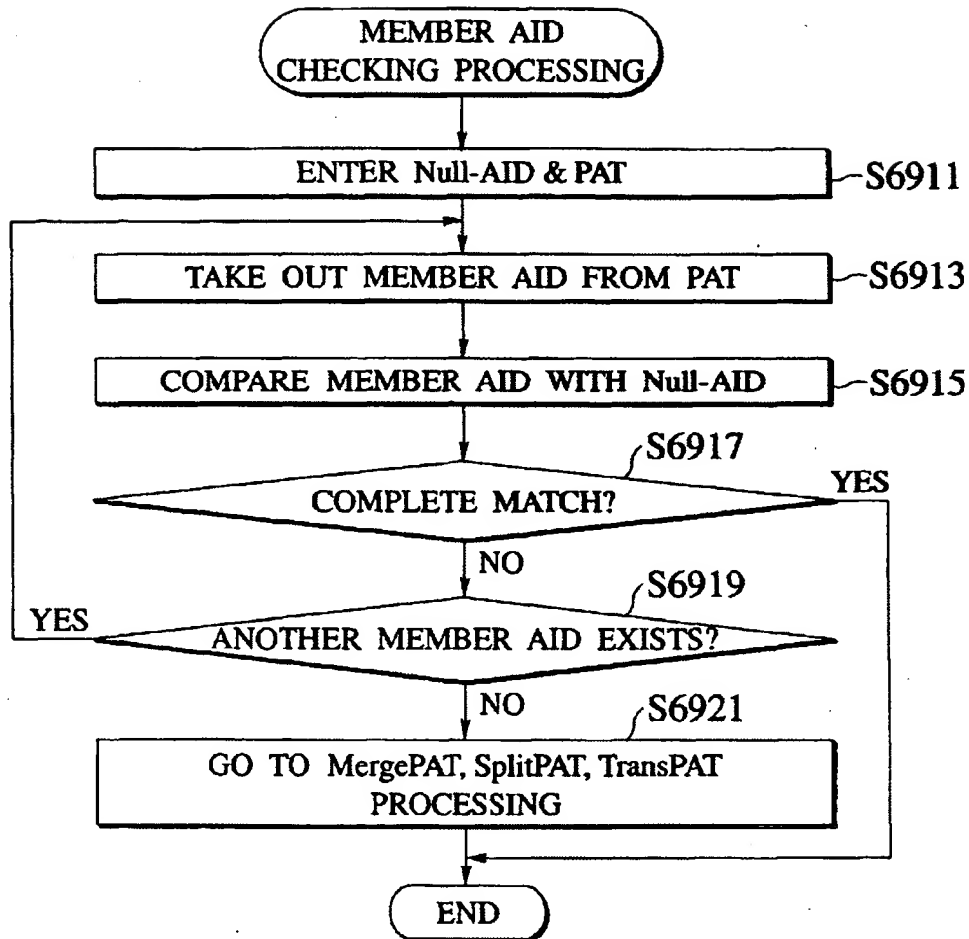 MEMBER AID
CHECKING PROCESSING
ENTER Null-AID & PAT
S6911
TAKE OUT MEMBER AID FROM PAT
S6913
COMPARE MEMBER AID WITH Null-AID
S6915
S6917
COMPLETE MATCH?
YES
NO
S6919
YES
ANOTHER MEMBER AID EXISTS?
NO
S6921
GO TO MergePAT, SplitPAT, TransPAT
PROCESSING
END